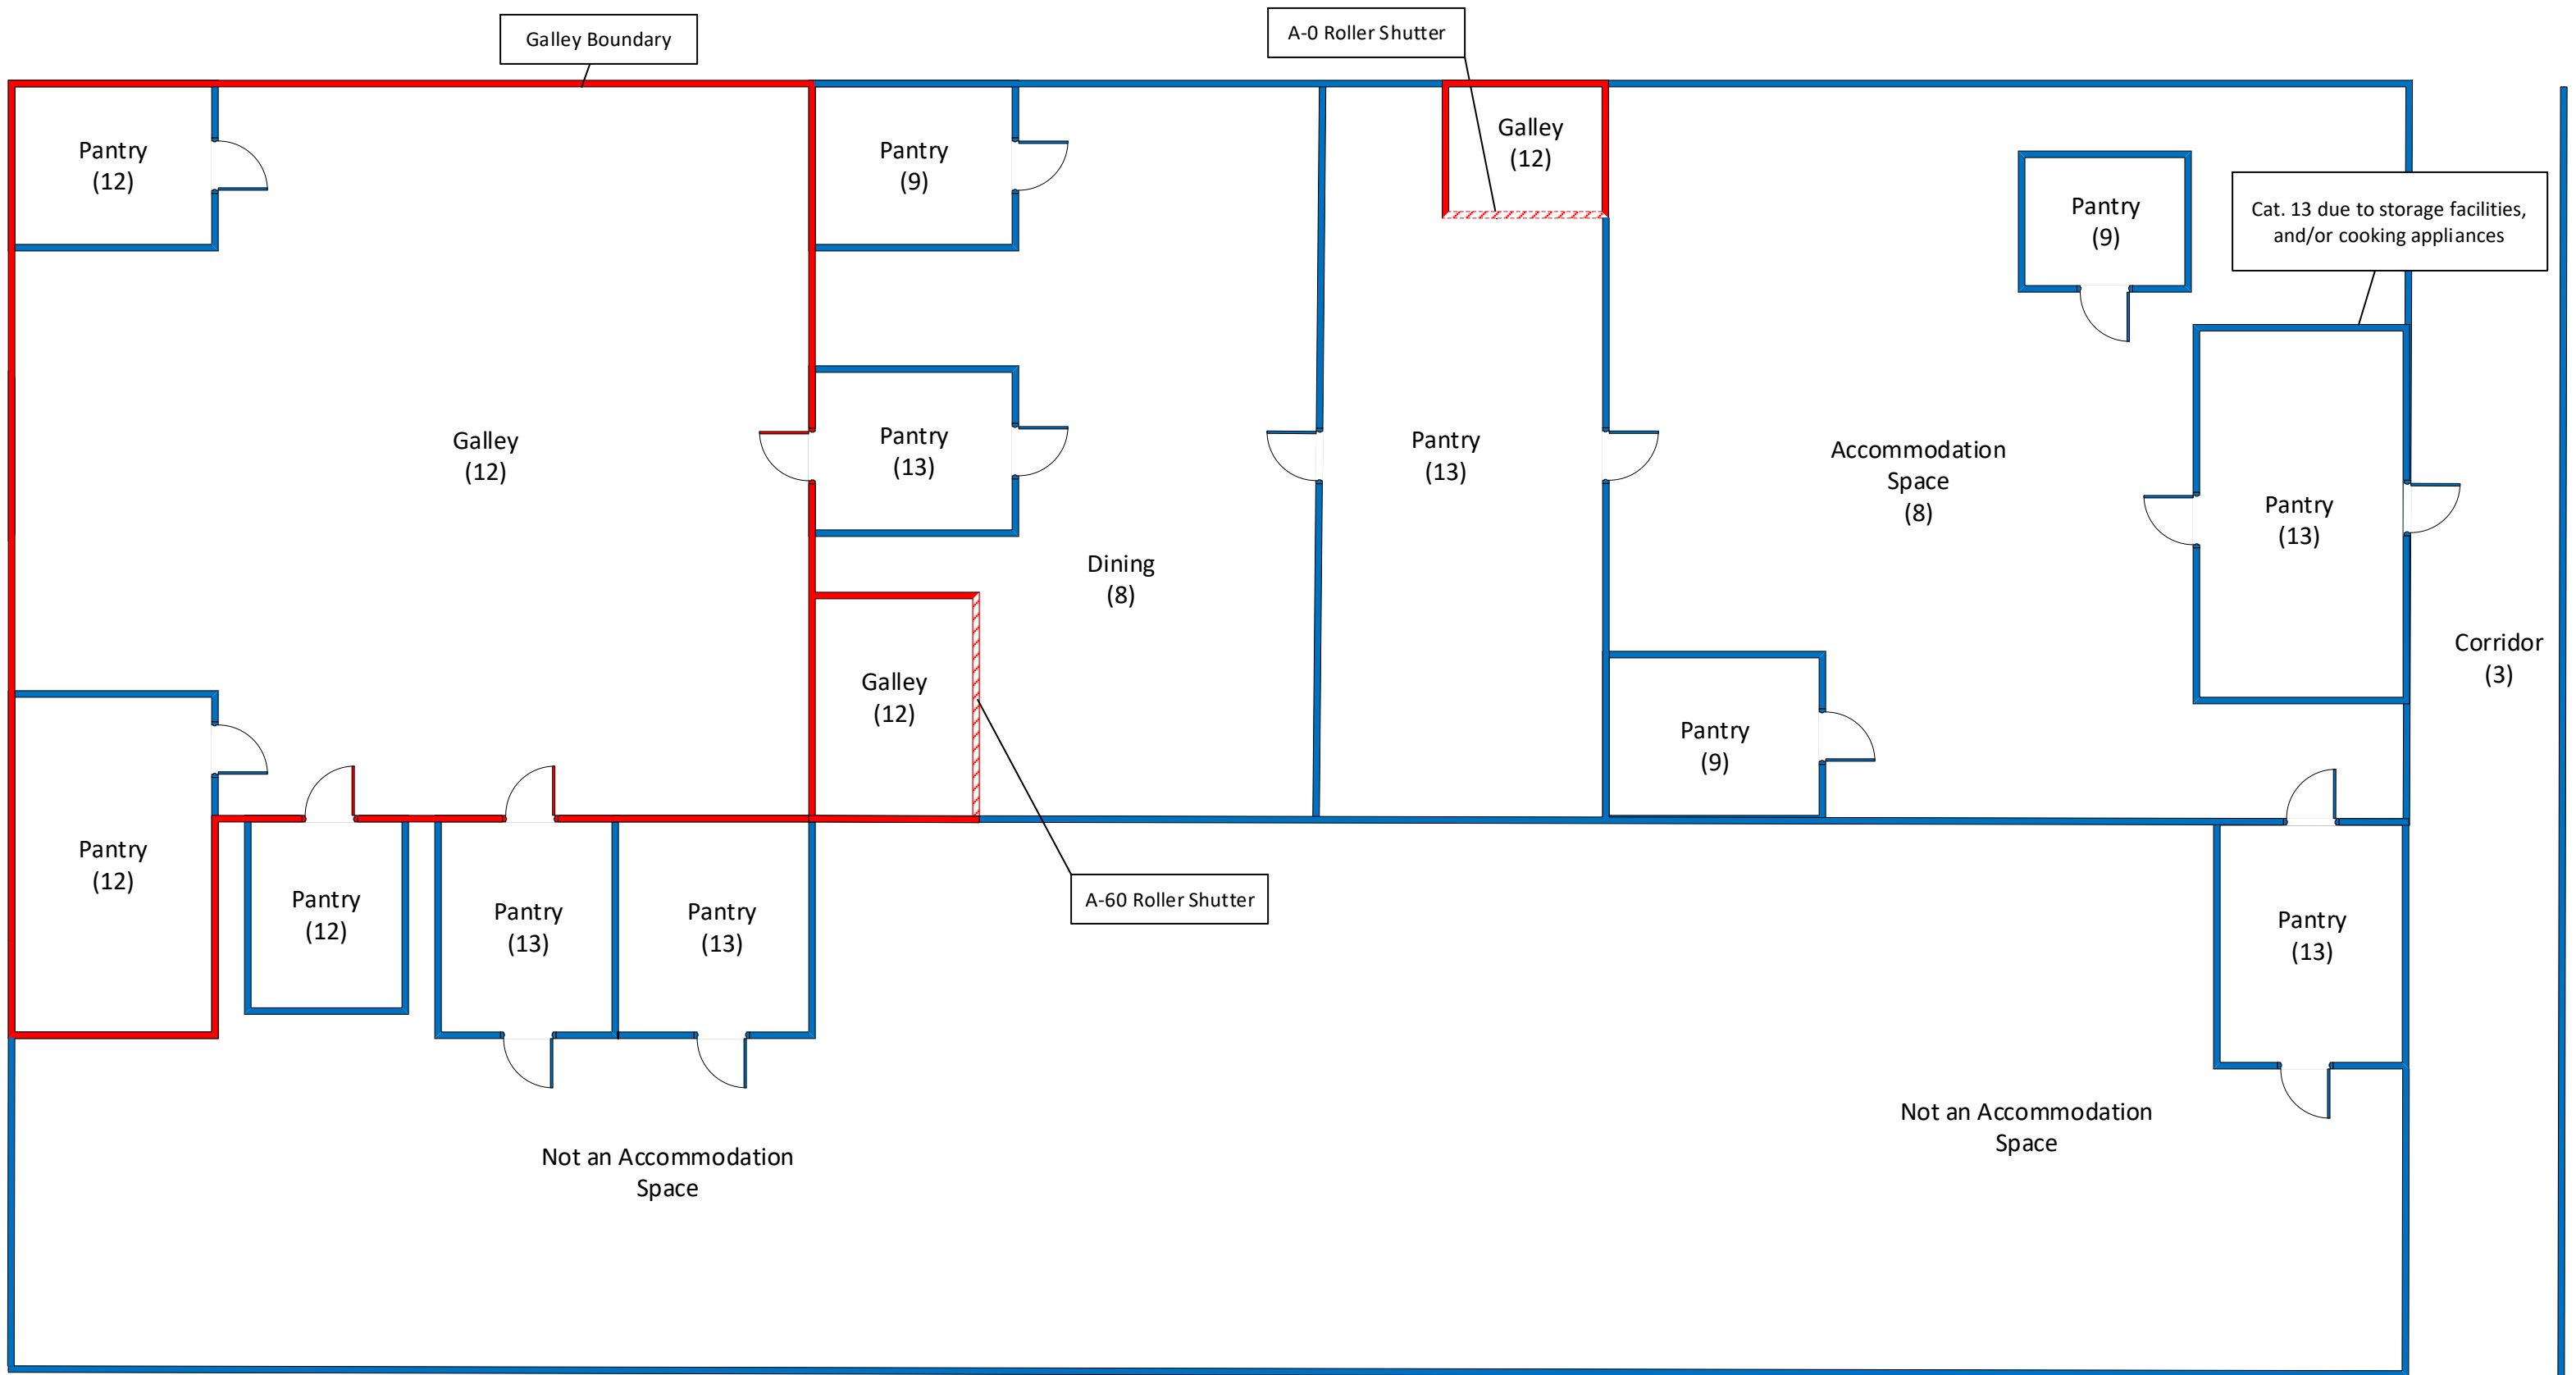 Galley Boundary
A-0 Roller Shutter
Pantry
(12)
Pantry
(9)
Galley
(12)
Pantry
(9)
Cat. 13 due to storage facilities,
and/or cooking appliances
Galley
(12)
Pantry
(13)
Pantry
(13)
Accommodation
Space
(8)
Pantry
(13)
Dining
(8)
Corridor
(3)
Galley
(12)
Pantry
(9)
Pantry
(12)
Pantry
(12)
Pantry
(13)
Pantry
(13)
A-60 Roller Shutter
Pantry
(13)
Not an Accommodation
Space
Not an Accommodation
Space